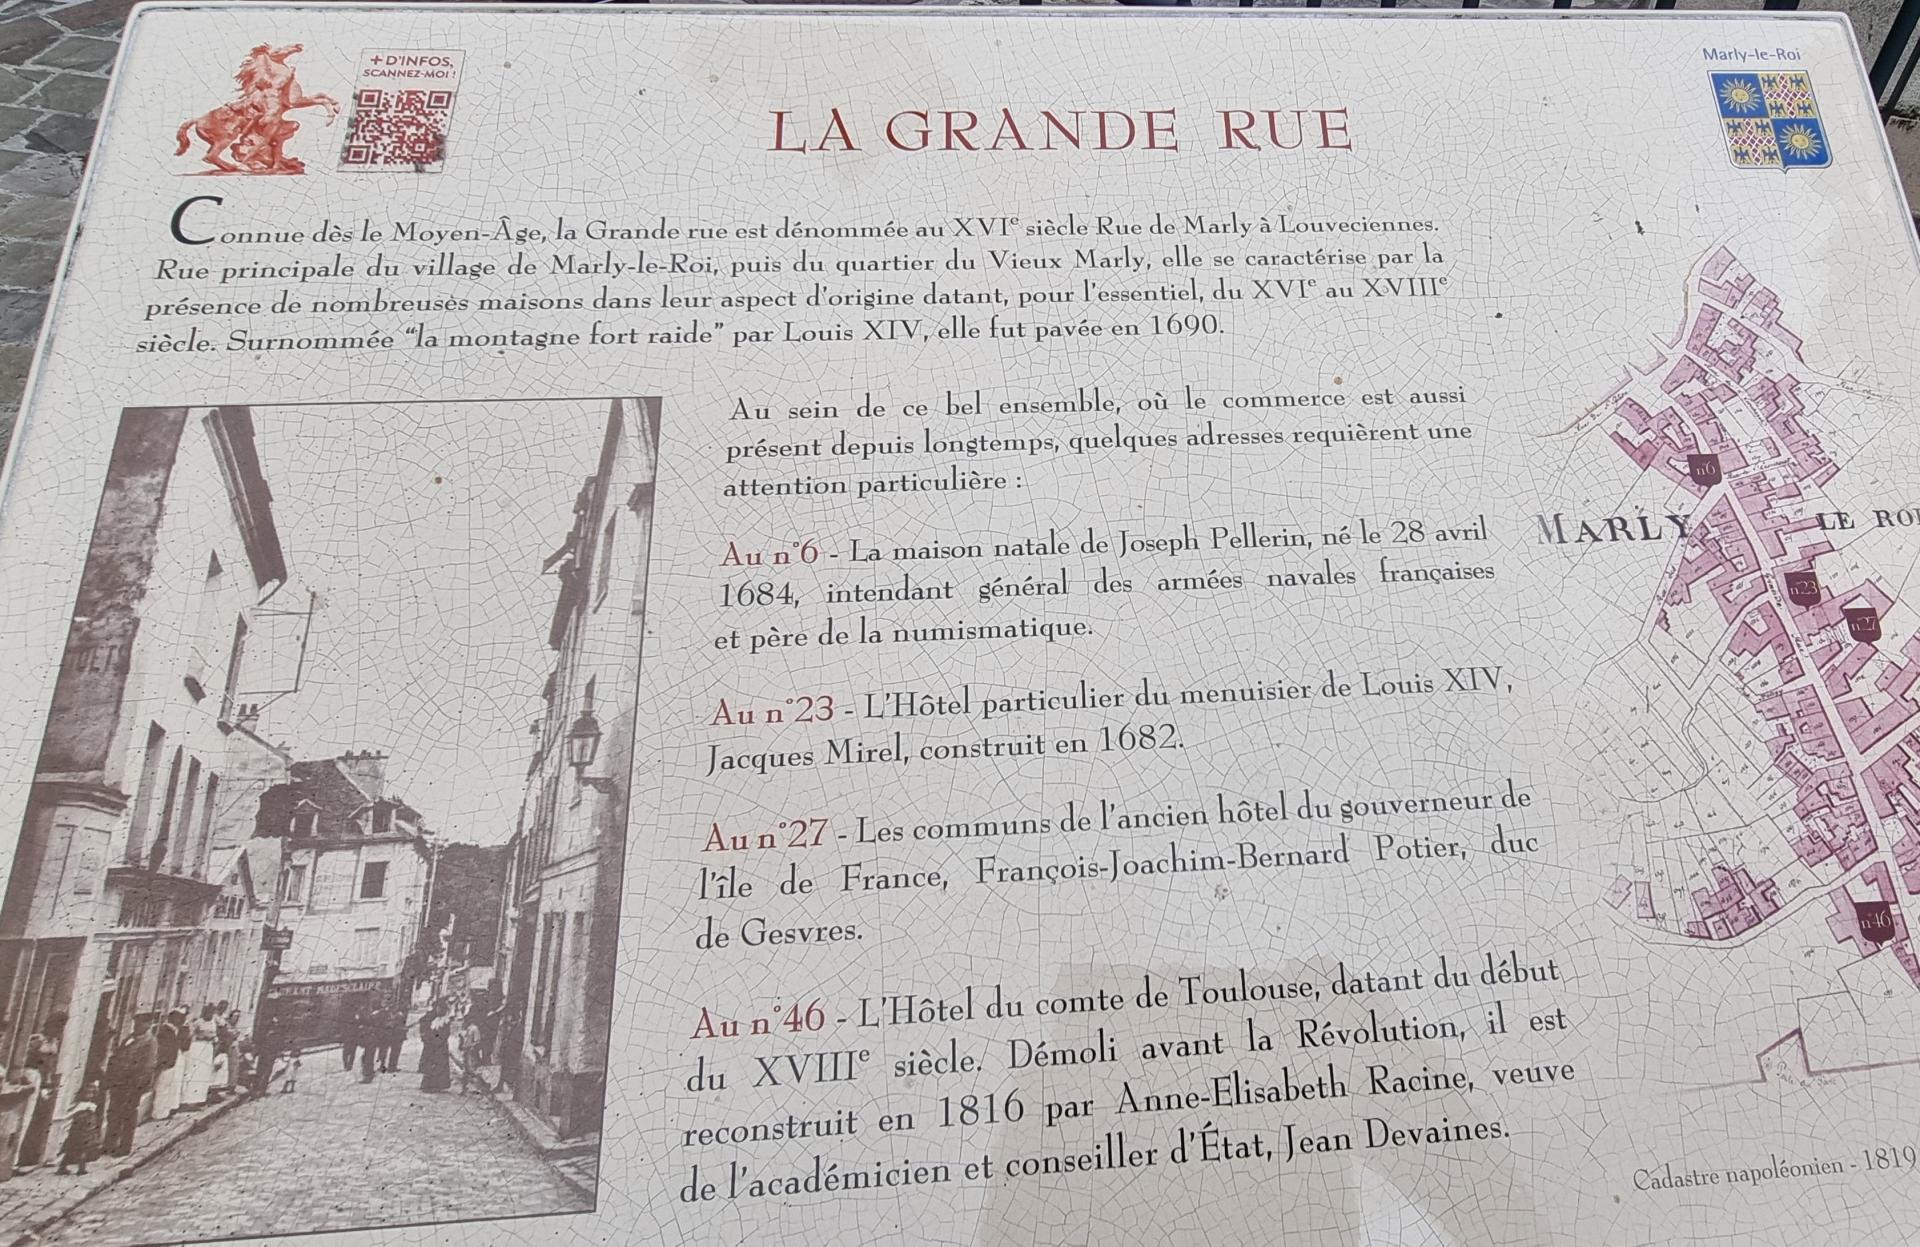 + D'INFOS,
SCANNEZ-MOI !
Marly-le-Roi
LA GRANDE RUE
Connue dès le Moyen-Âge, la Grande rue est dénommée au XVIe siècle Rue de Marly à Louveciennes.
Rue principale du village de Marly-le-Roi, puis du quartier du Vieux Marly, elle se caractérise par la
présence de nombreuses maisons dans leur aspect d'origine datant, pour l'essentiel, du XVIe au XVIIIe
siècle. Surnommée “la montagne fort raide” par Louis XIV, elle fut pavée en 1690.
Au sein de ce bel ensemble, où le commerce est aussi
présent depuis longtemps, quelques adresses requièrent une
attention particulière :
Au n°6 - La maison natale de Joseph Pellerin, né le 28 avril
1684, intendant général des armées navales françaises
et père de la numismatique.
Au n°23 - L'Hôtel particulier du menuisier de Louis XIV,
Jacques Mirel, construit en 1682.
Au n°27 - Les communs de l'ancien hôtel du gouverneur de
l'île de France, François-Joachim-Bernard Potier, duc
de Gesvres.
Au n°46 - L'Hôtel du comte de Toulouse, datant du début
du XVIIIe siècle. Démoli avant la Révolution, il est
reconstruit en 1816 par Anne-Elisabeth Racine, veuve
de l'académicien et conseiller d'État, Jean Devaines.
n°6
MARLY LE ROI
n°23
n°27
n°46
Cadastre napoléonien - 1819